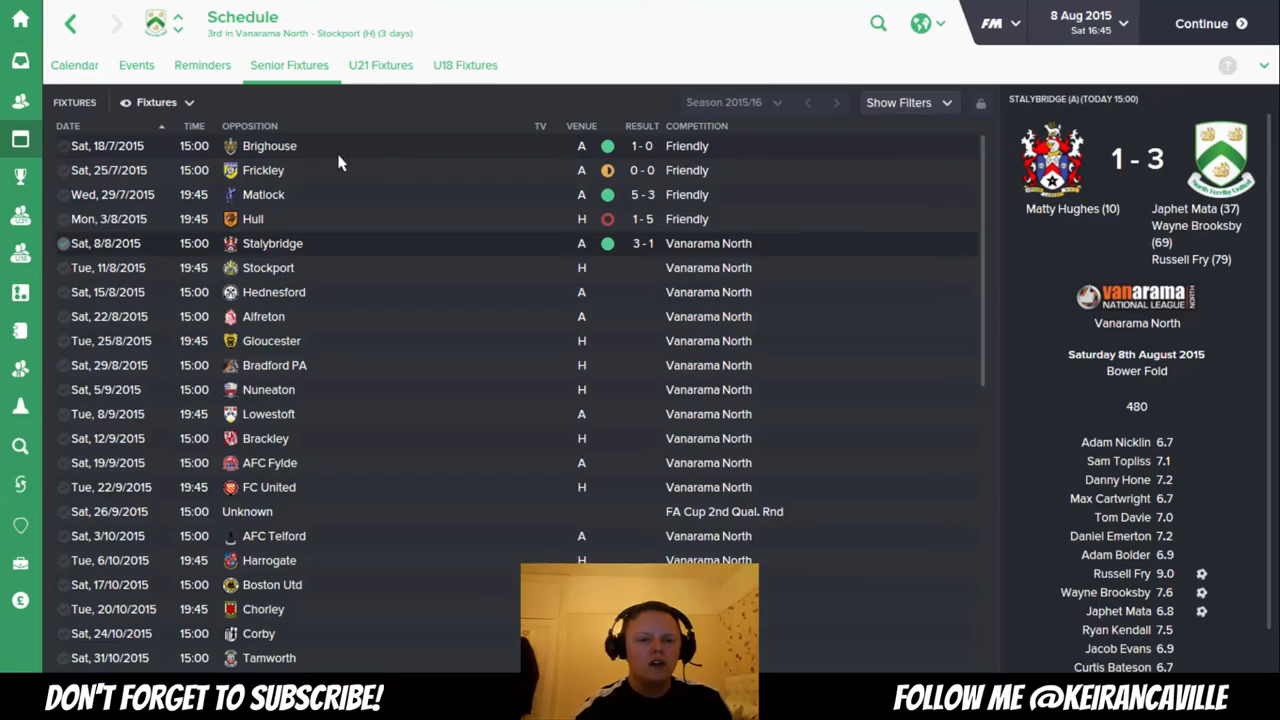 Schedule
3rd in Vanarama North - Stockport (H) (3 days)
FM
8 Aug 2015
Sat 16:45
Continue
Calendar Events Reminders Senior Fixtures U21 Fixtures U18 Fixtures
?
FIXTURES Fixtures Season 2015/16 Show Filters
DATE TIME OPPOSITION TV VENUE RESULT COMPETITION
Sat, 18/7/2015 15:00 Brighouse A 1 - 0 Friendly
Sat, 25/7/2015 15:00 Frickley A 0 - 0 Friendly
Wed, 29/7/2015 19:45 Matlock A 5 - 3 Friendly
Mon, 3/8/2015 19:45 Hull H 1 - 5 Friendly
Sat, 8/8/2015 15:00 Stalybridge A 3 - 1 Vanarama North
Tue, 11/8/2015 19:45 Stockport H Vanarama North
Sat, 15/8/2015 15:00 Hednesford A Vanarama North
Sat, 22/8/2015 15:00 Alfreton A Vanarama North
Tue, 25/8/2015 19:45 Gloucester H Vanarama North
Sat, 29/8/2015 15:00 Bradford PA H Vanarama North
Sat, 5/9/2015 15:00 Nuneaton H Vanarama North
Tue, 8/9/2015 19:45 Lowestoft A Vanarama North
Sat, 12/9/2015 15:00 Brackley H Vanarama North
Sat, 19/9/2015 15:00 AFC Fylde A Vanarama North
Tue, 22/9/2015 19:45 FC United H Vanarama North
Sat, 26/9/2015 15:00 Unknown FA Cup 2nd Qual. Rnd
Sat, 3/10/2015 15:00 AFC Telford A Vanarama North
Tue, 6/10/2015 19:45 Harrogate H Vanarama North
Sat, 17/10/2015 15:00 Boston Utd
Tue, 20/10/2015 19:45 Chorley
Sat, 24/10/2015 15:00 Corby
Sat, 31/10/2015 15:00 Tamworth
STALYBRIDGE (A) (TODAY 15:00)
1 - 3
Matty Hughes (10)
Japhet Mata (37)
Wayne Brooksby
(69)
Russell Fry (79)
vanarama
NATIONAL LEAGUE NORTH
Vanarama North
Saturday 8th August 2015
Bower Fold
480
Adam Nicklin 6.7
Sam Topliss 7.1
Danny Hone 7.2
Max Cartwright 6.7
Tom Davie 7.0
Daniel Emerton 7.2
Adam Bolder 6.9
Russell Fry 9.0
Wayne Brooksby 7.6
Japhet Mata 6.8
Ryan Kendall 7.5
Jacob Evans 6.9
Curtis Bateson 6.7
DON'T FORGET TO SUBSCRIBE!
FOLLOW ME @KEIRANCAVILLE